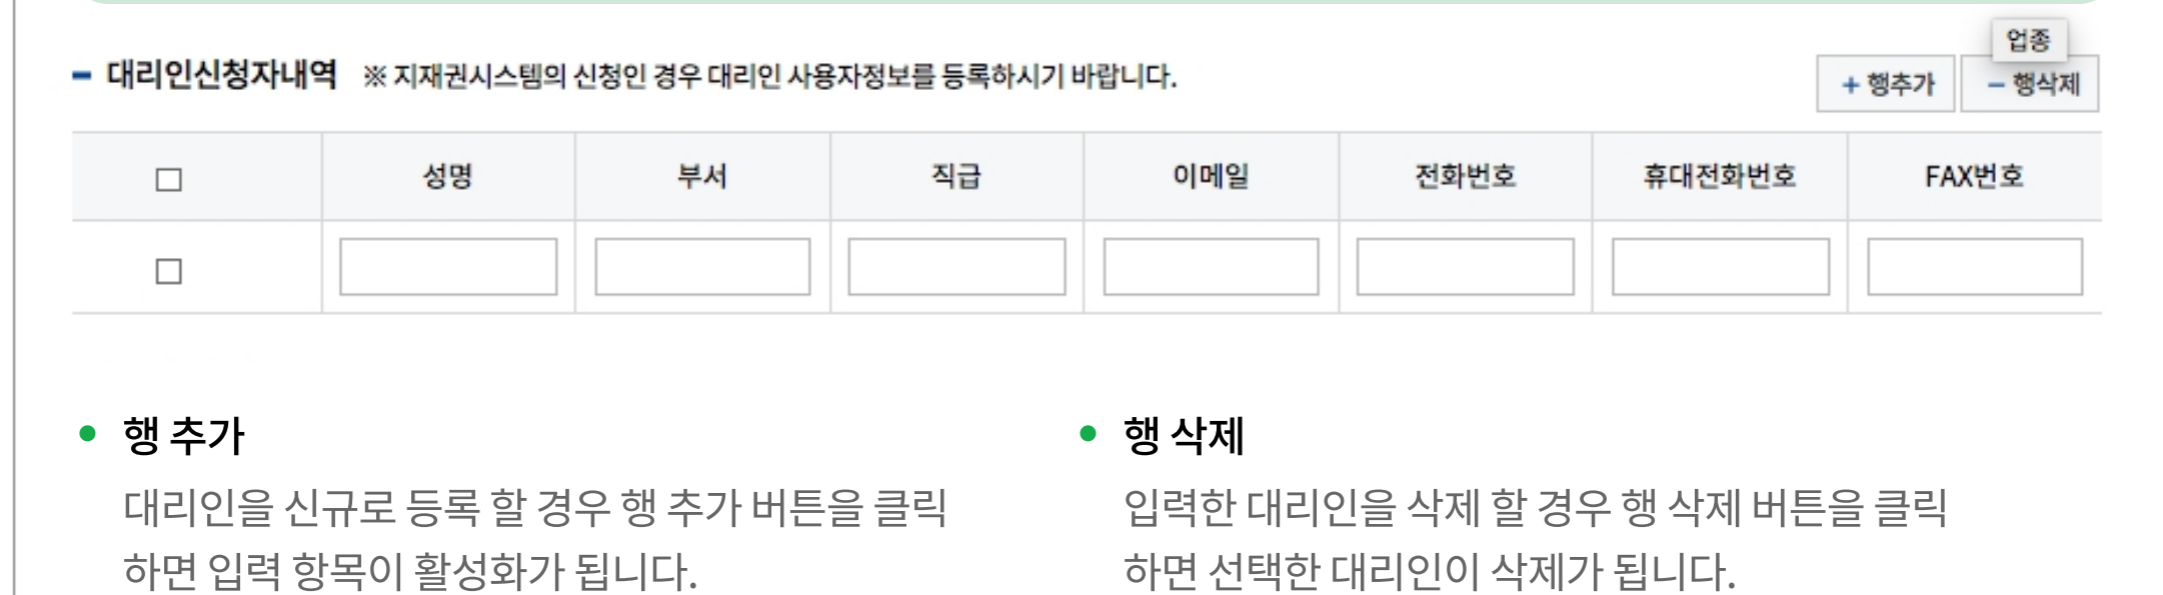 업종
대리인신청자내역 ※ 지재권시스템의 신청인 경우 대리인 사용자정보를 등록하시기 바랍니다.
+ 행추가 − 행삭제
성명 부서 직급 이메일 전화번호 휴대전화번호 FAX번호
행 추가
대리인을 신규로 등록 할 경우 행 추가 버튼을 클릭
하면 입력 항목이 활성화가 됩니다.
행 삭제
입력한 대리인을 삭제 할 경우 행 삭제 버튼을 클릭
하면 선택한 대리인이 삭제가 됩니다.